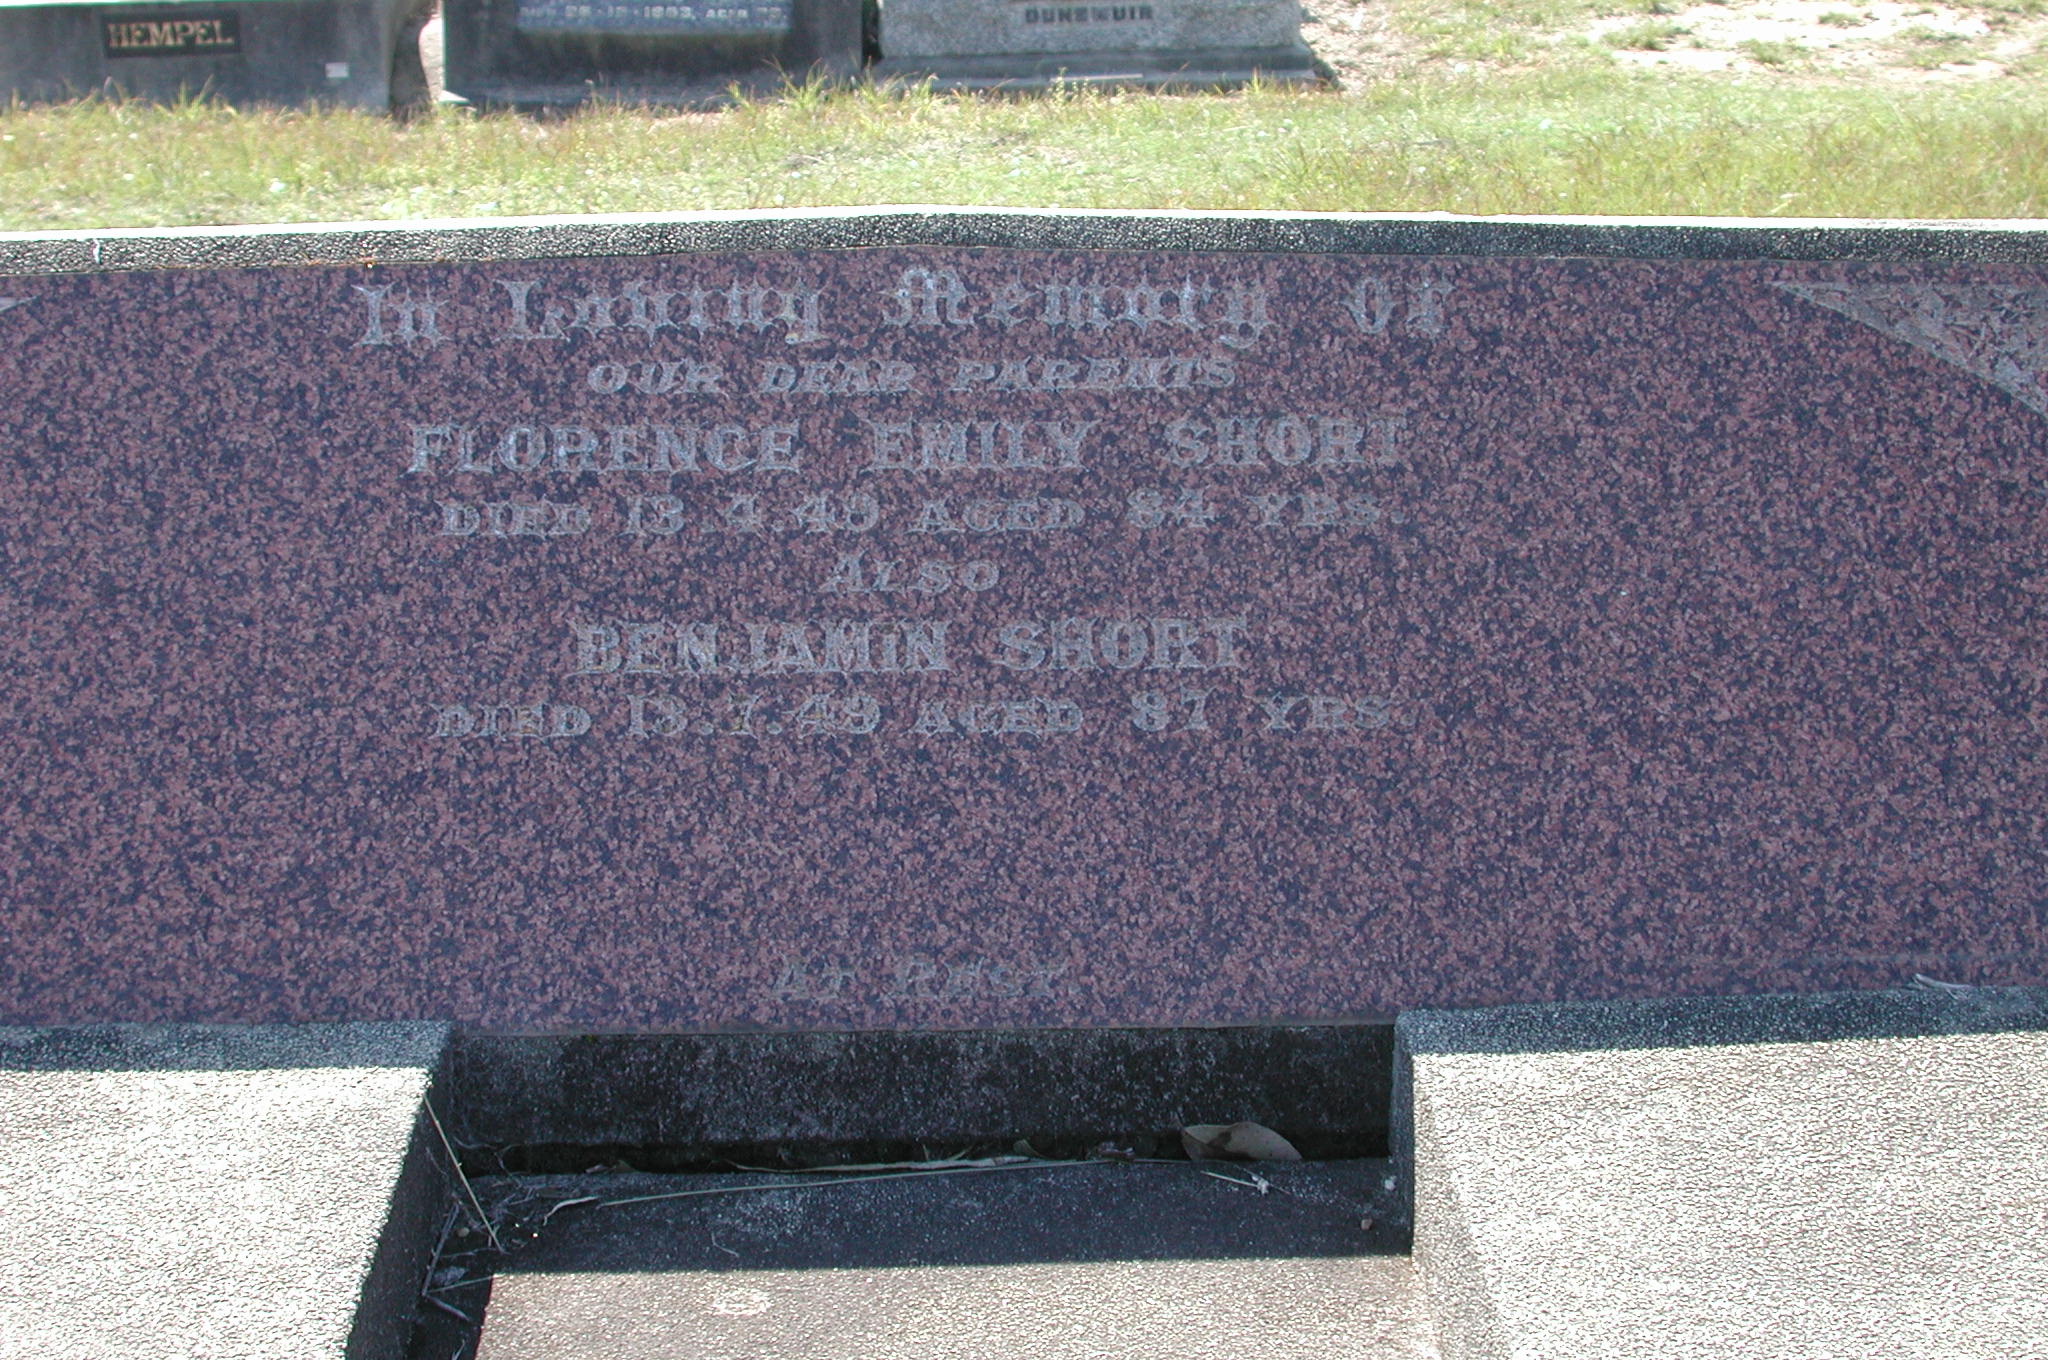 HEMPEL
DUNSMUIR
In Loving Memory Of
OUR DEAR PARENTS
FLORENCE EMILY SHORT
DIED 13.4.49 AGED 84 YRS.
ALSO
BENJAMIN SHORT
DIED 13.7.49 AGED 87 YRS.
AT REST